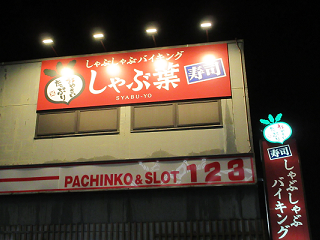 しゃぶしゃぶバイキング
しゃぶ葉
寿司
SYABU-YO
PACHINKO & SLOT 123
寿司
しゃぶしゃぶ
バイキング